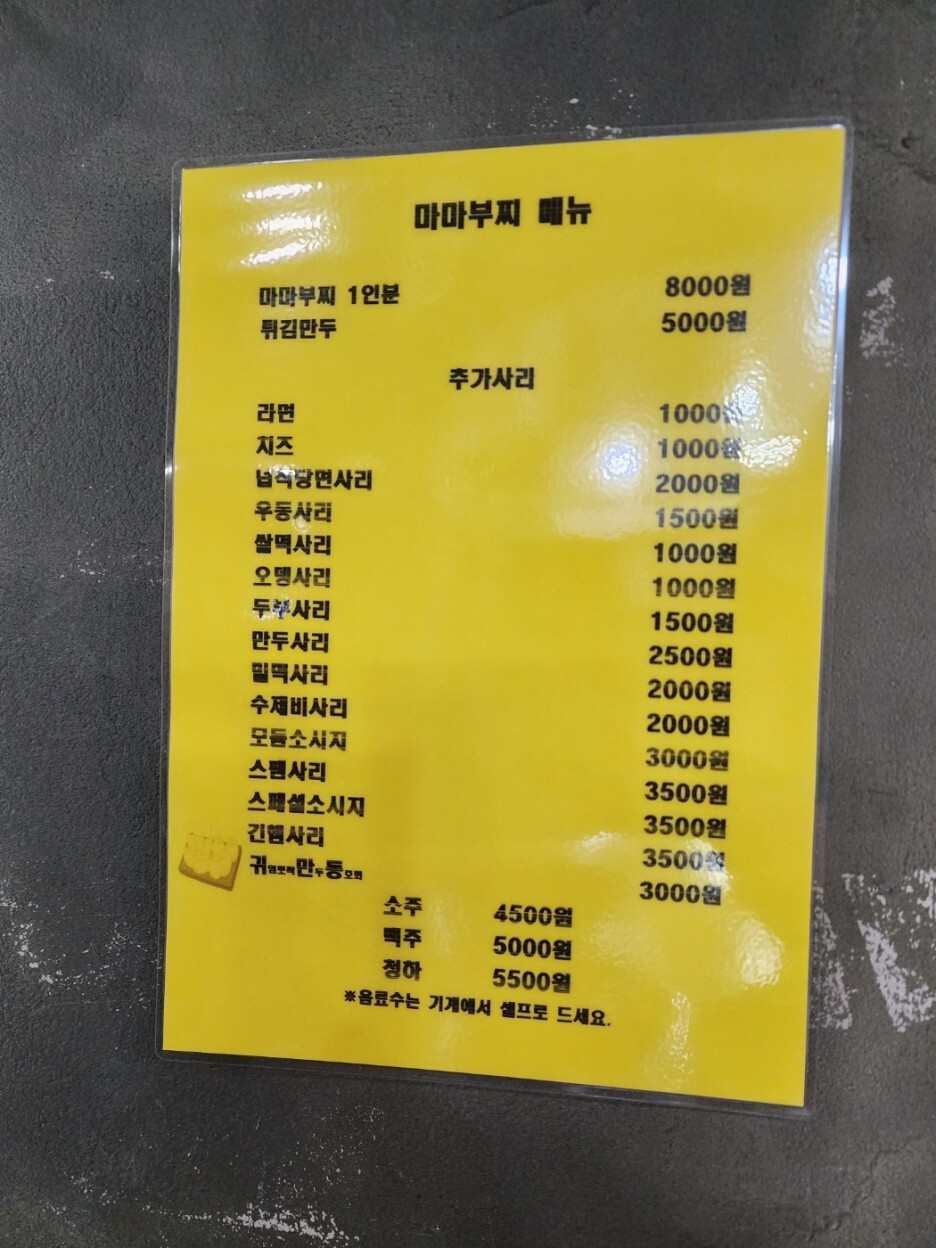 마마부찌 메뉴
마마부찌 1인분 8000원
튀김만두 5000원
추가사리
라면 1000원
치즈 1000원
넙적당면사리 2000원
우동사리 1500원
쌀떡사리 1000원
오뎅사리 1000원
두부사리 1500원
만두사리 2500원
밀떡사리 2000원
수제비사리 2000원
모듬소시지 3000원
스팸사리 3500원
스페셜소시지 3500원
긴햄사리 3500원
3000원
소주 4500원
맥주 5000원
청하 5500원
※음료수는 기계에서 셀프로 드세요.